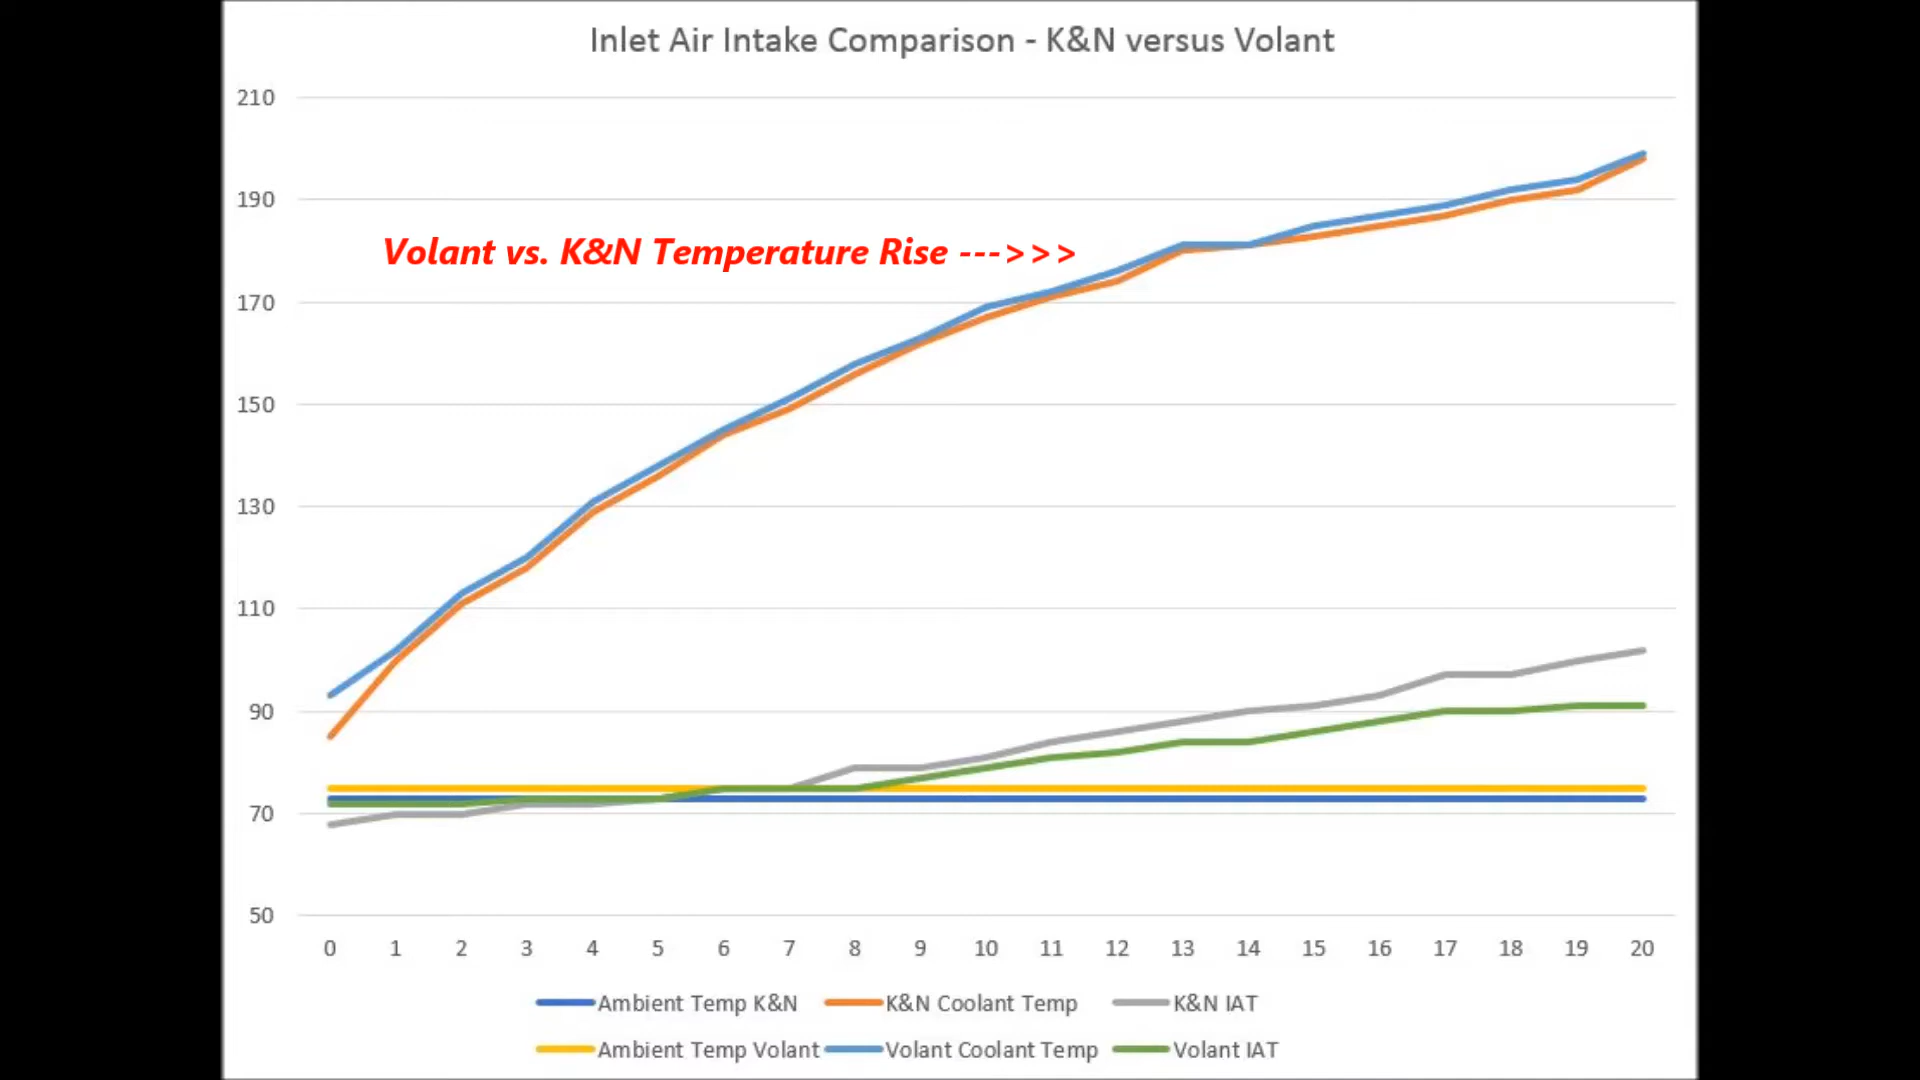 Inlet Air Intake Comparison - K&N versus Volant
210
190
Volant vs. K&N Temperature Rise --->>>
170
150
130
110
90
70
50
0 1 2 3 4 5 6 7 8 9 10 11 12 13 14 15 16 17 18 19 20
Ambient Temp K&N K&N Coolant Temp K&N IAT
Ambient Temp Volant Volant Coolant Temp Volant IAT